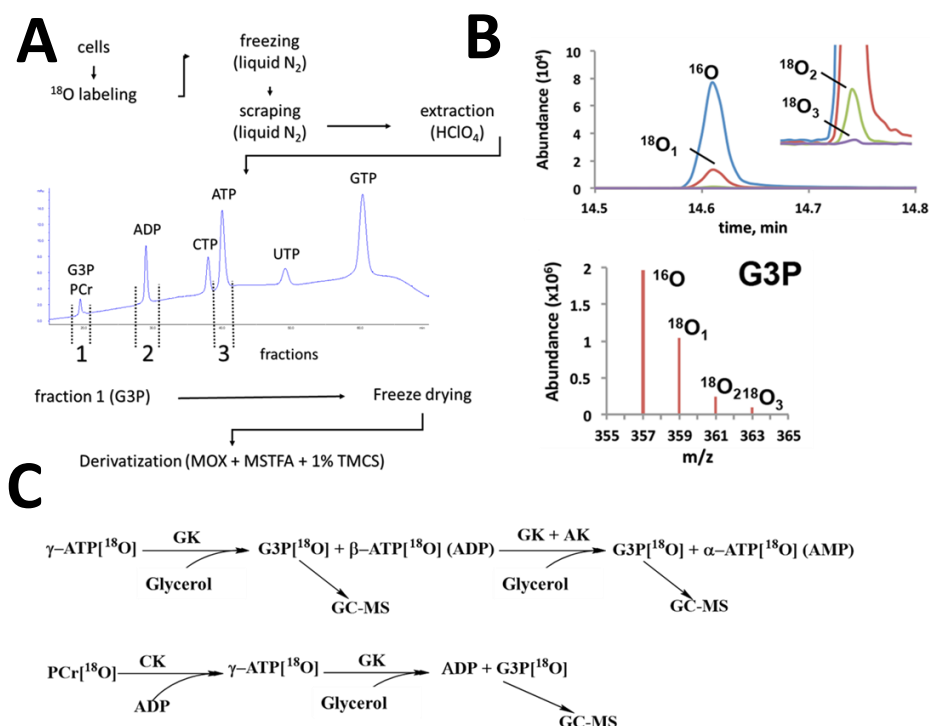 A
cells
¹⁸O labeling
freezing
(liquid N₂)
scraping
(liquid N₂)
extraction
(HClO₄)
G3P
PCr
ADP
CTP
ATP
UTP
GTP
1
2
3
fractions
fraction 1 (G3P)
Freeze drying
Derivatization (MOX + MSTFA + 1% TMCS)
B
Abundance (10⁴)
10
8
6
4
2
0
¹⁶O
¹⁸O₁
¹⁸O₂
¹⁸O₃
14.5
14.6
14.7
14.8
time, min
G3P
Abundance (x10⁶)
2
1.5
1
0.5
0
¹⁶O
¹⁸O₁
¹⁸O₂
¹⁸O₃
355
357
359
361
363
365
m/z
C
γ–ATP[¹⁸O]
GK
Glycerol
G3P[¹⁸O] + β–ATP[¹⁸O] (ADP)
GC-MS
GK + AK
Glycerol
G3P[¹⁸O] + α–ATP[¹⁸O] (AMP)
GC-MS
PCr[¹⁸O]
CK
ADP
γ–ATP[¹⁸O]
GK
Glycerol
ADP + G3P[¹⁸O]
GC-MS